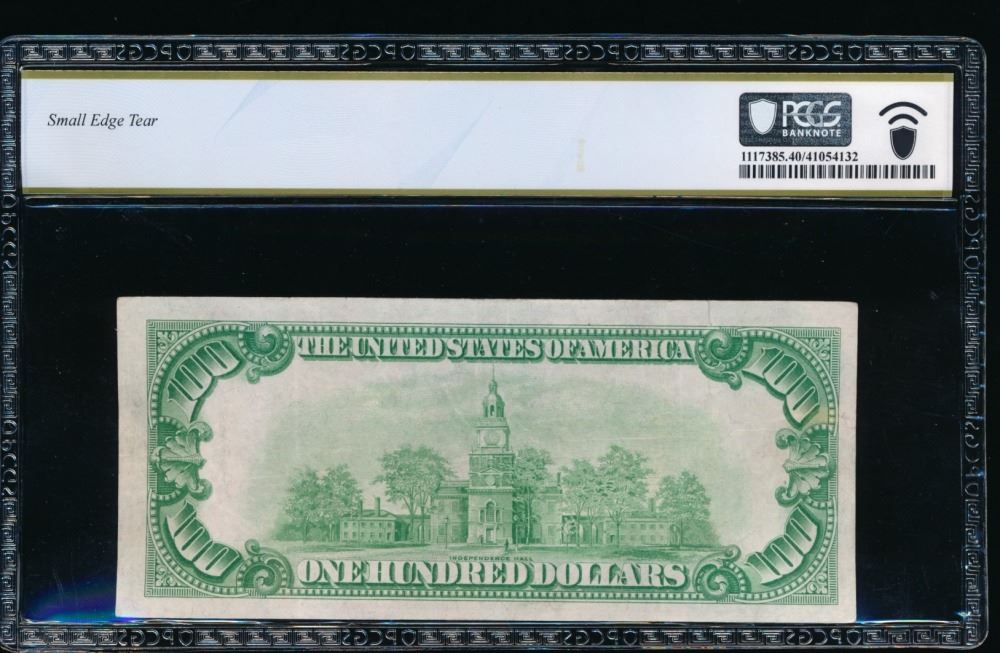 Small Edge Tear
PCGS
BANKNOTE
1117385.40/41054132
THE UNITED STATES OF AMERICA
100 100
INDEPENDENCE HALL
100 100
ONE HUNDRED DOLLARS